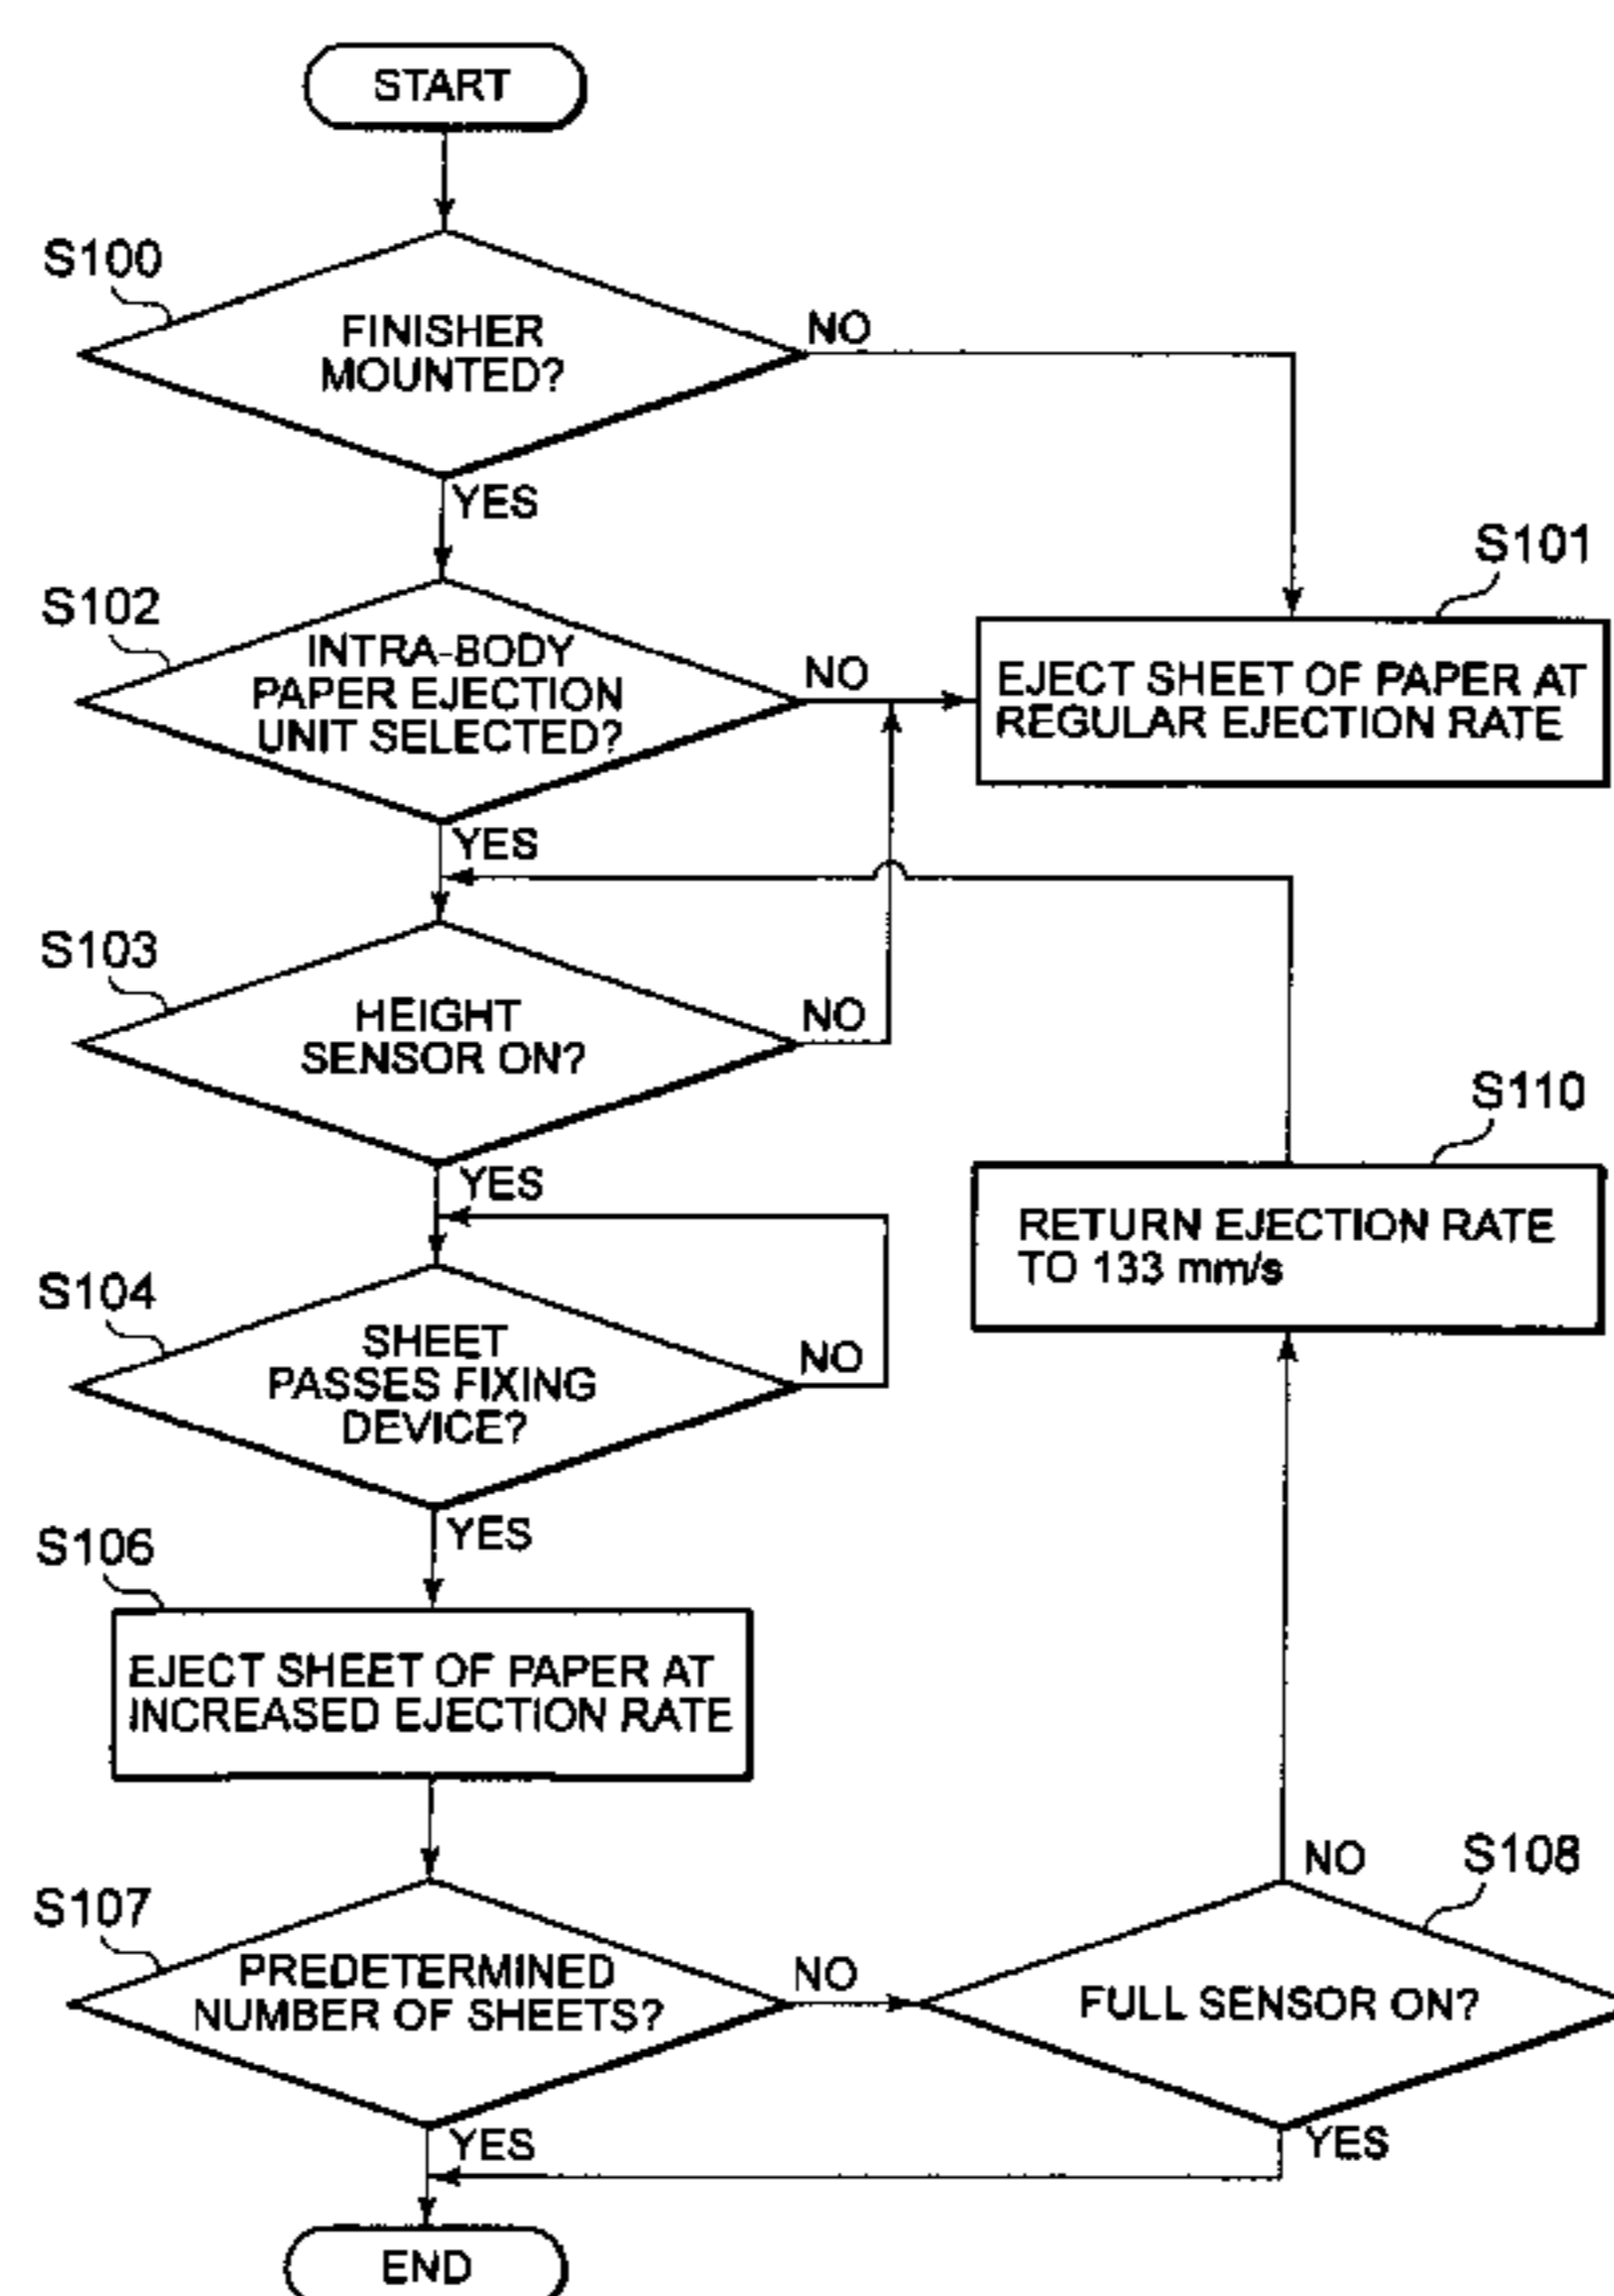 START
S100
FINISHER
MOUNTED?
NO
YES
S101
EJECT SHEET OF PAPER AT
REGULAR EJECTION RATE
S102
INTRA-BODY
PAPER EJECTION
UNIT SELECTED?
NO
YES
S103
HEIGHT
SENSOR ON?
NO
YES
S110
RETURN EJECTION RATE
TO 133 mm/s
S104
SHEET
PASSES FIXING
DEVICE?
NO
YES
S106
EJECT SHEET OF PAPER AT
INCREASED EJECTION RATE
S107
PREDETERMINED
NUMBER OF SHEETS?
NO
YES
S108
NO
FULL SENSOR ON?
YES
END